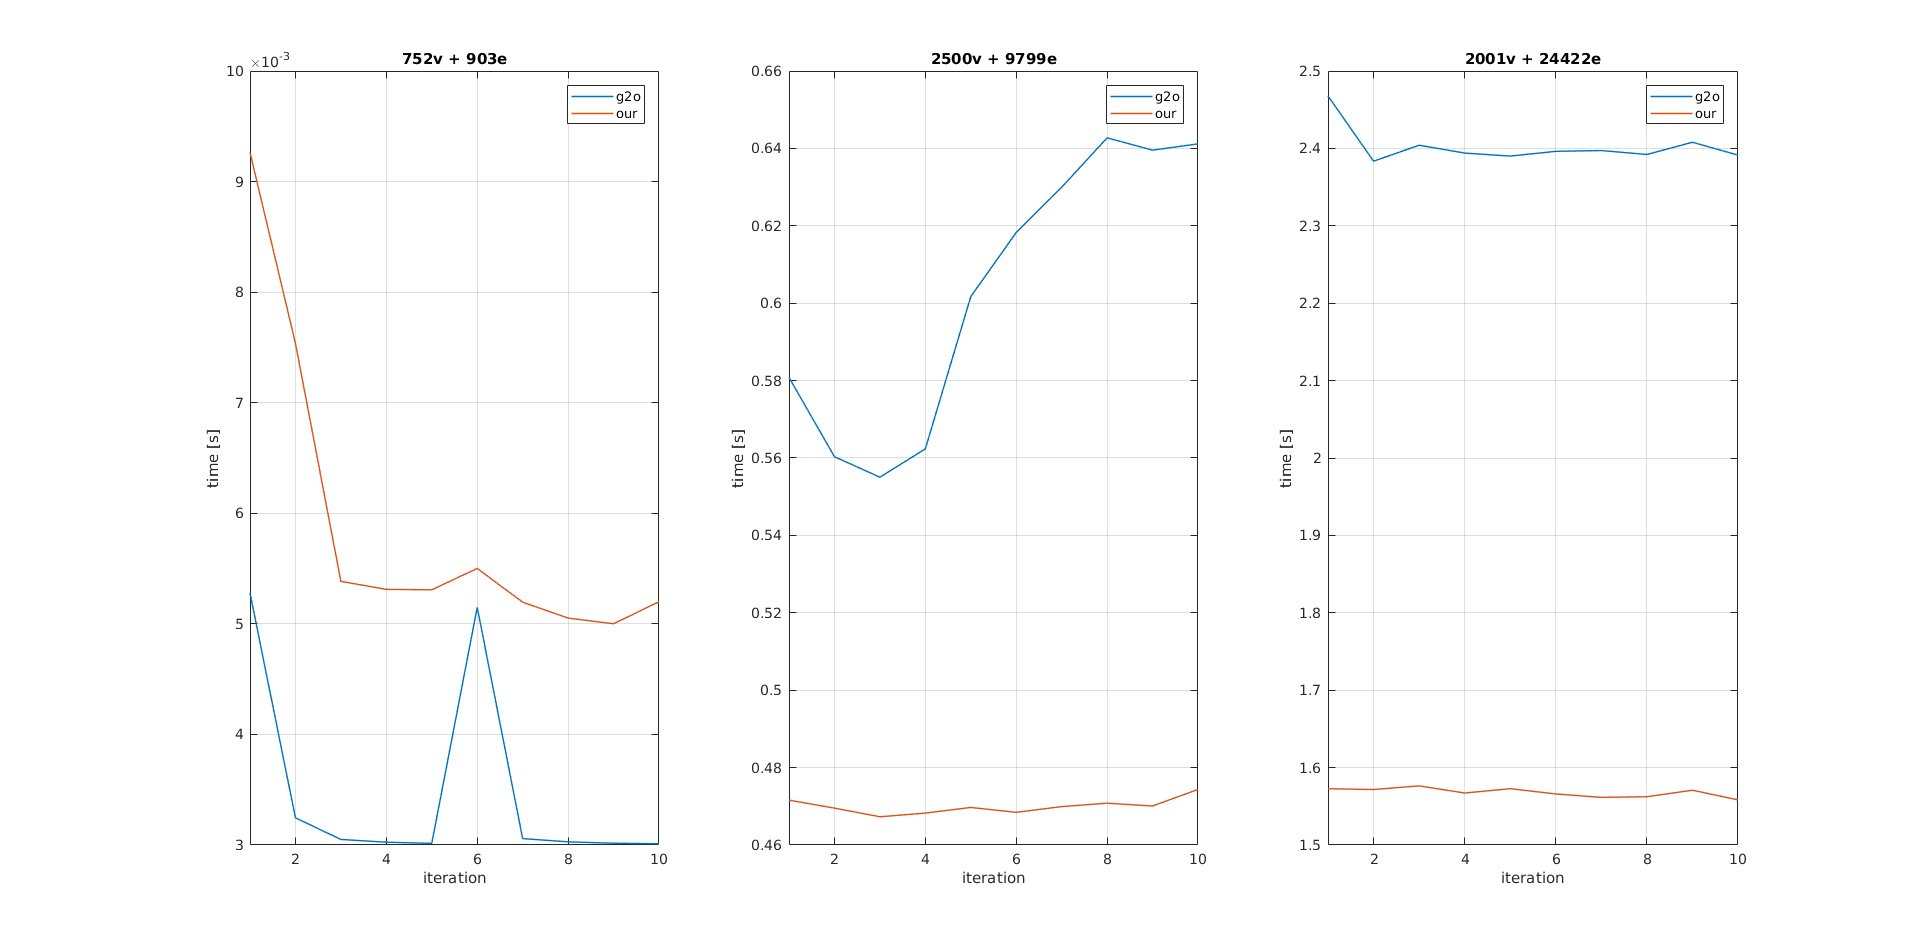 752v + 903e
×10-3
10
9
8
7
6
5
4
3
time [s]
2 4 6 8 10
iteration
g2o
our
2500v + 9799e
0.66
0.64
0.62
0.6
0.58
0.56
0.54
0.52
0.5
0.48
0.46
time [s]
2 4 6 8 10
iteration
g2o
our
2001v + 24422e
2.5
2.4
2.3
2.2
2.1
2
1.9
1.8
1.7
1.6
1.5
time [s]
2 4 6 8 10
iteration
g2o
our